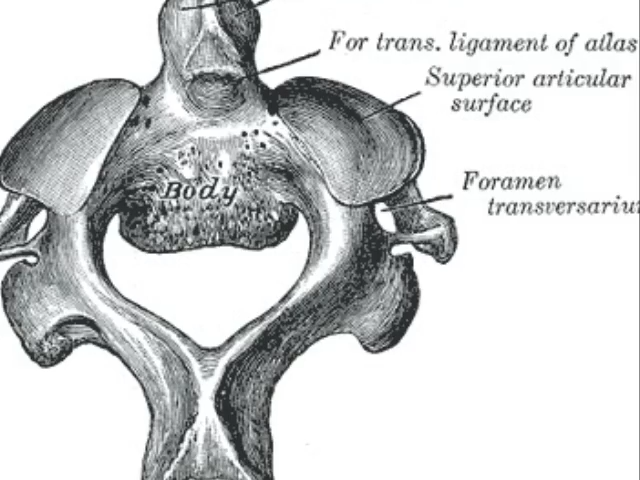 For trans. ligament of atlas
Superior articular
surface
Body
Foramen